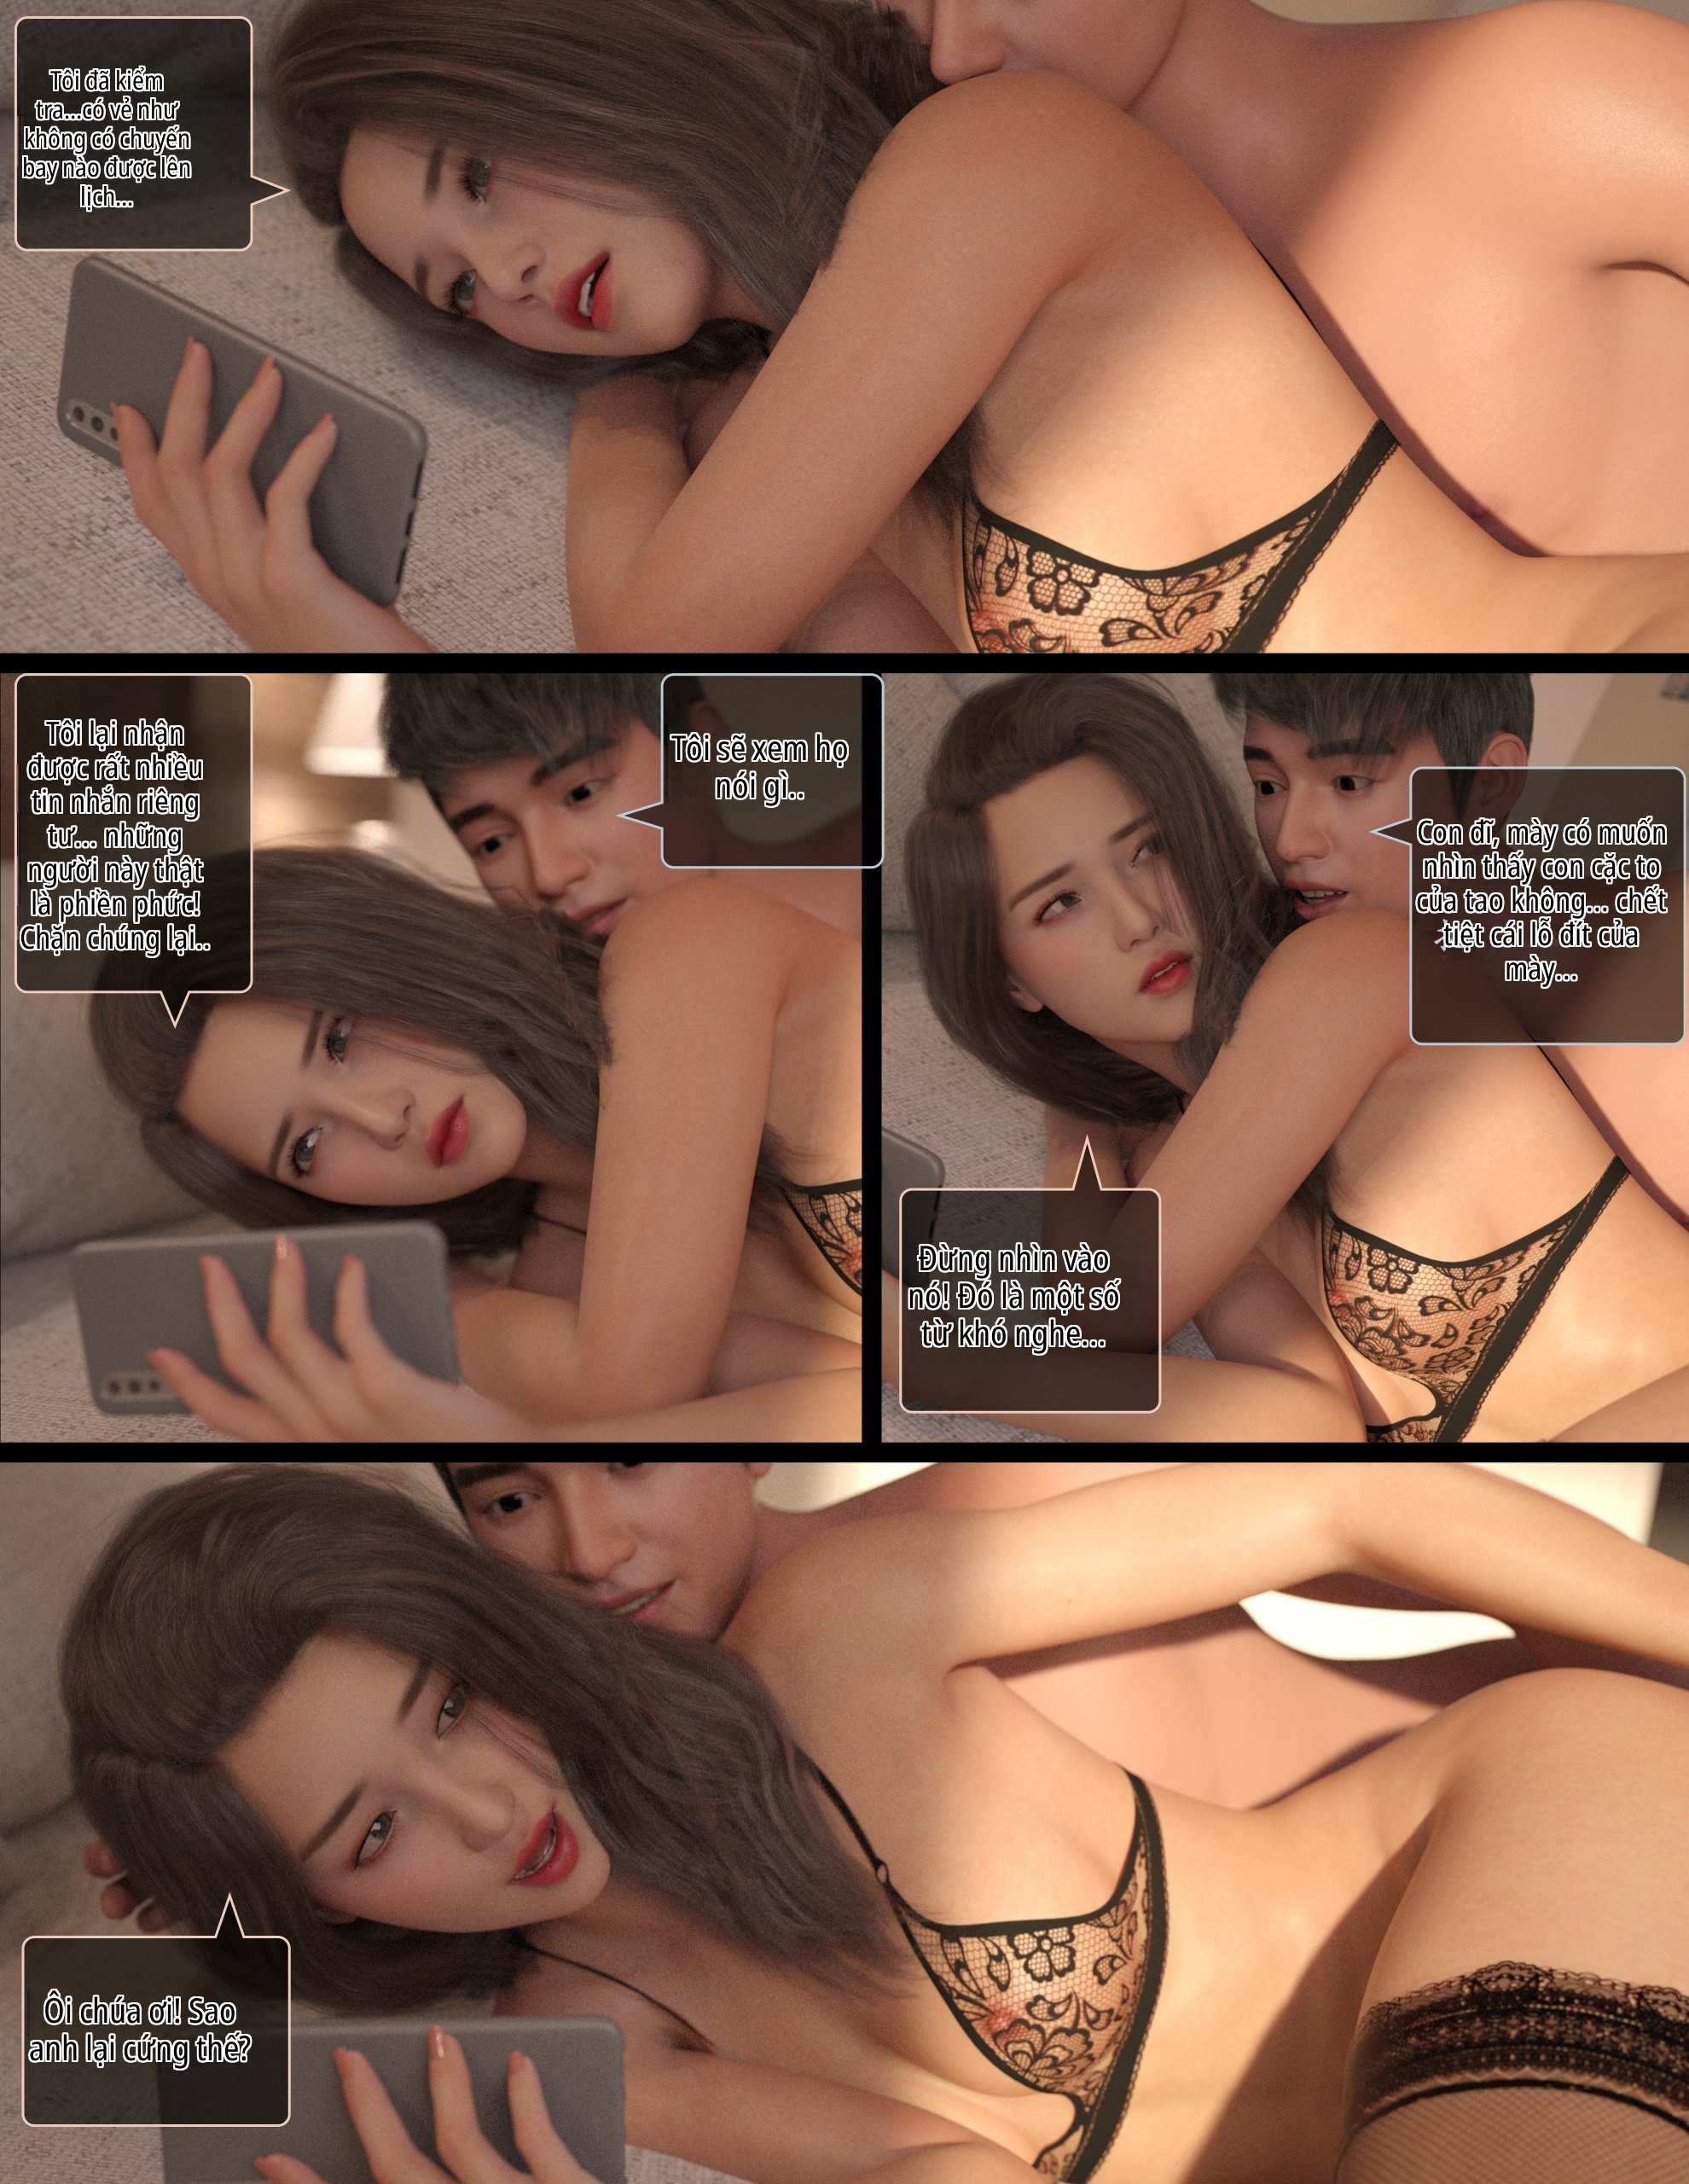 Tôi đã kiểm
tra...có vẻ như
không có chuyến
bay nào được lên
lịch...
Tôi lại nhận
được rất nhiều
tin nhắn riêng
tư... những
người này thật
là phiền phức!
Chặn chúng lại..
Tôi sẽ xem họ
nói gì..
Con đĩ, mày có muốn
nhìn thấy con cặc to
của tao không... chết
tiệt cái lỗ đít của
mày...
Đừng nhìn vào
nó! Đó là một số
từ khó nghe...
Ôi chúa ơi! Sao
anh lại cứng thế?